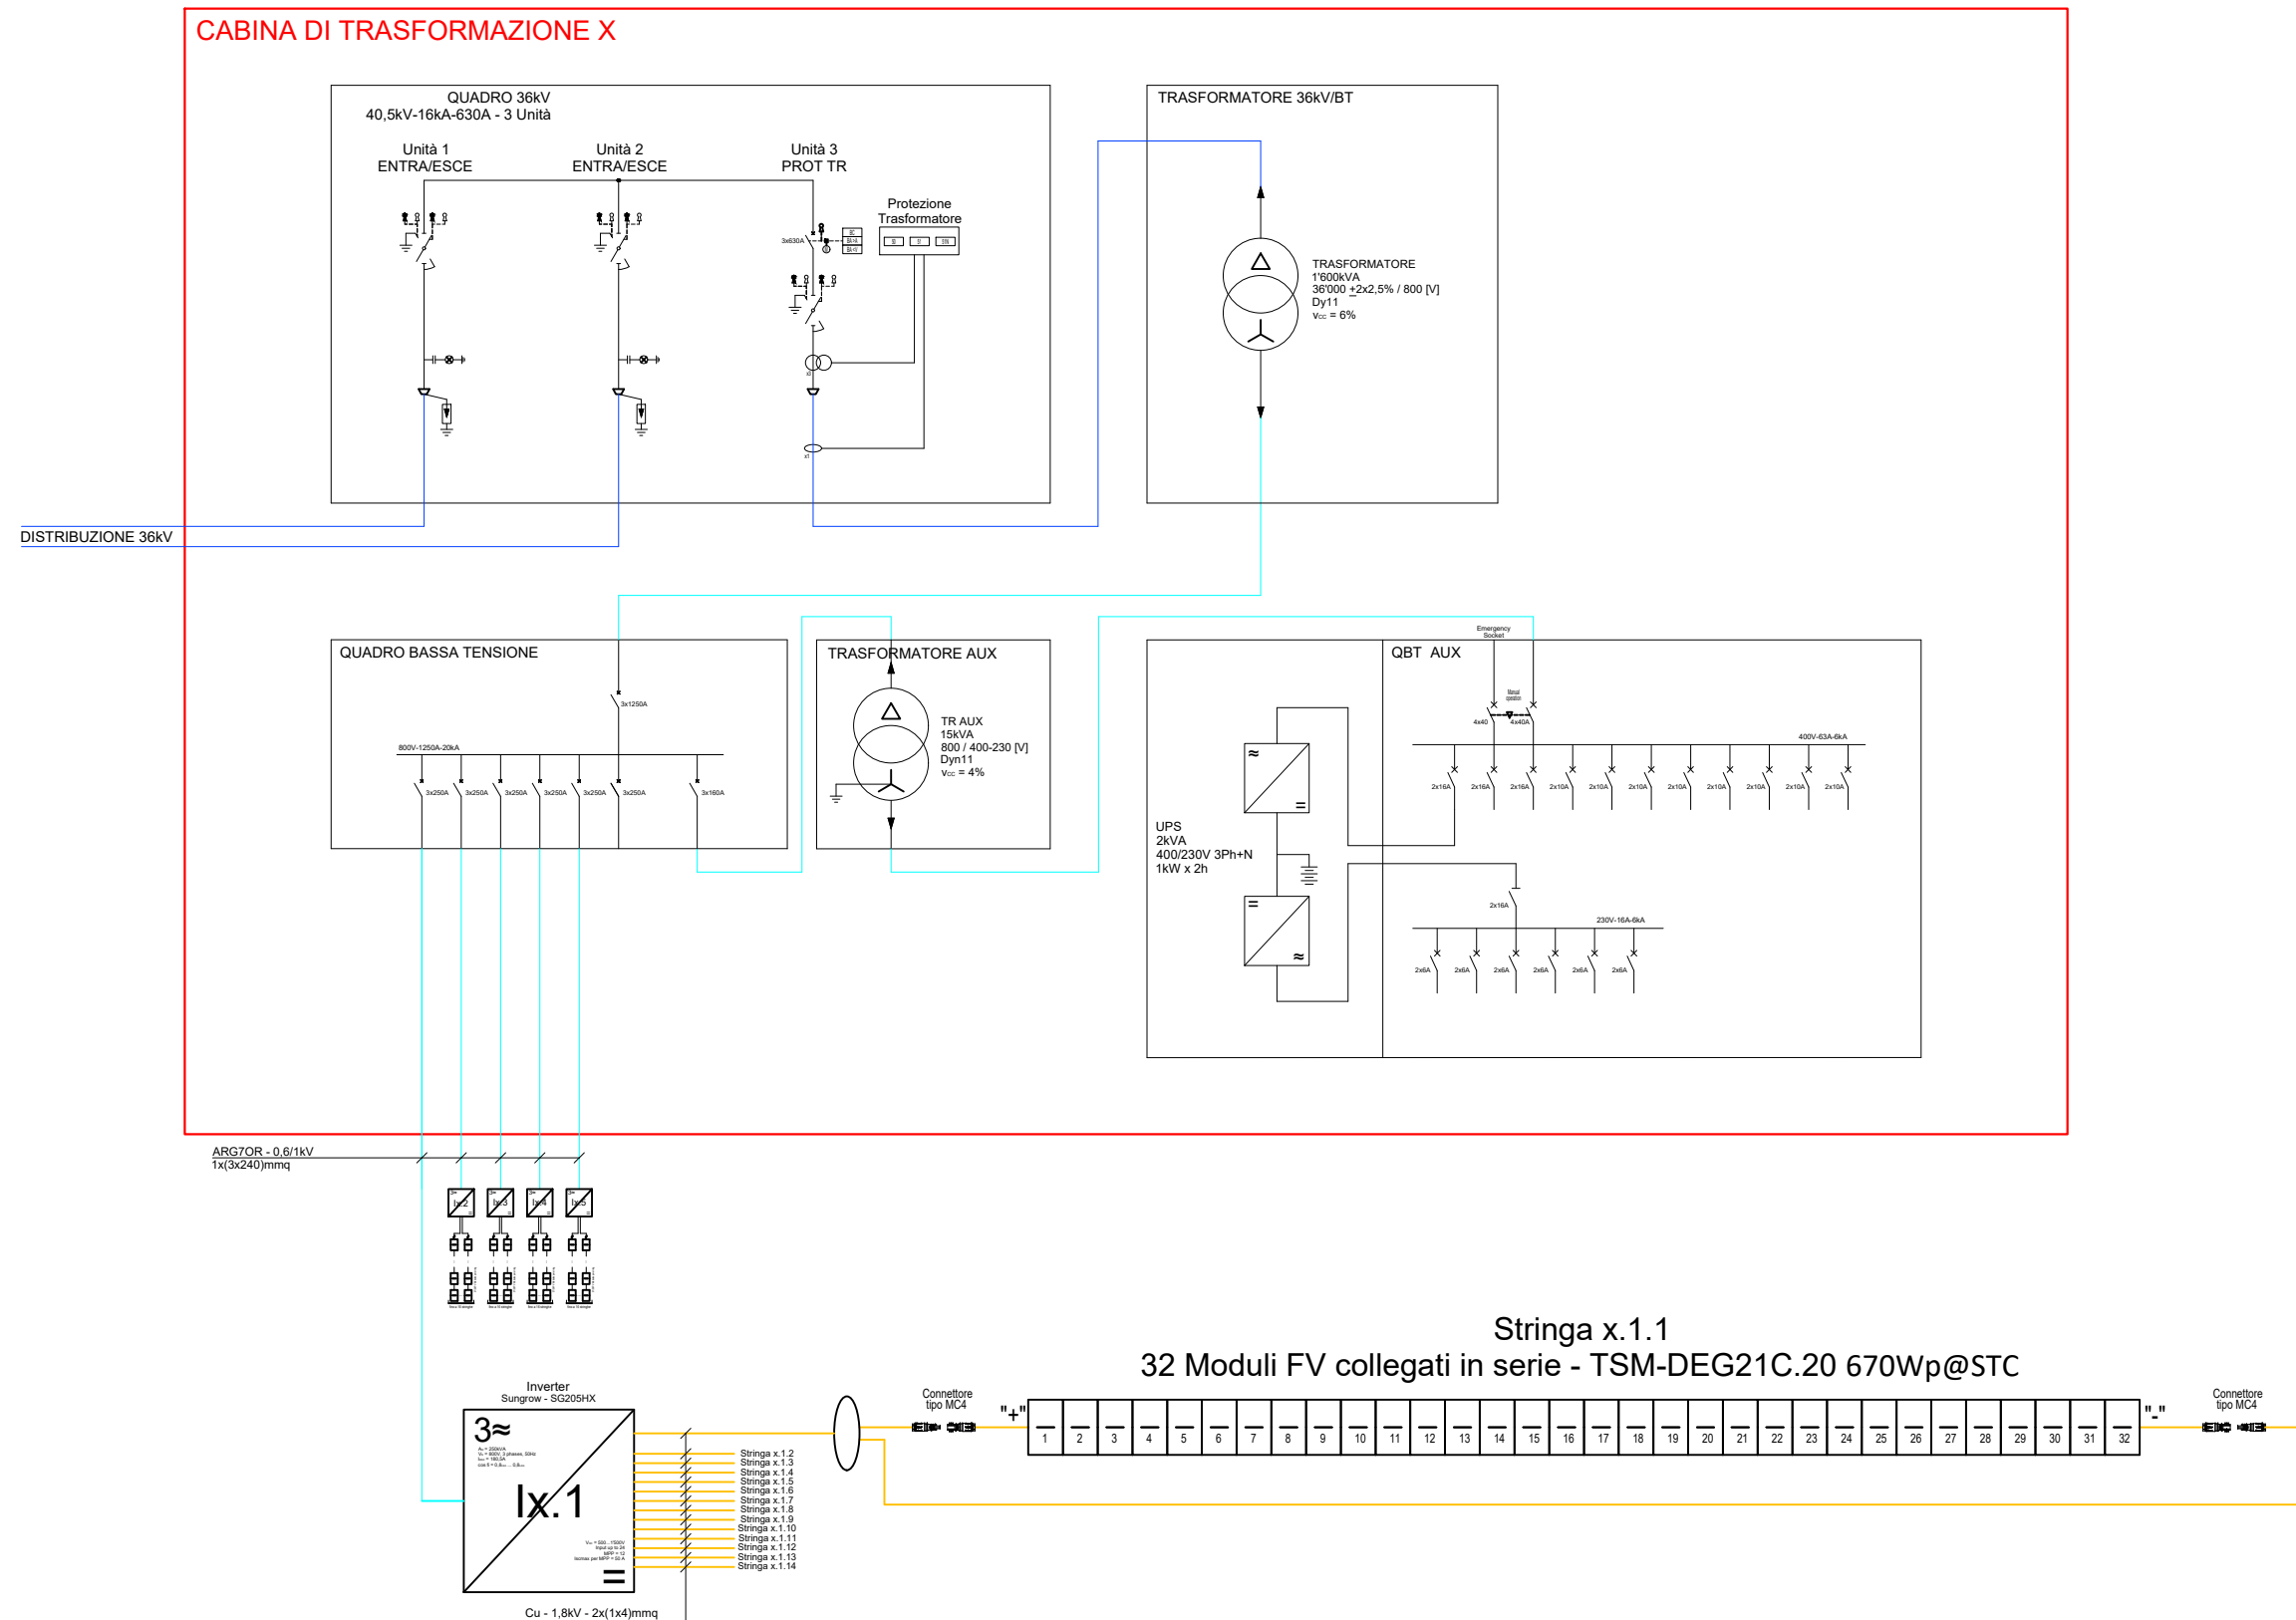 CABINA DI TRASFORMAZIONE X
QUADRO 36kV
40,5kV-16kA-630A - 3 Unità
Unità 1
ENTRA/ESCE
Unità 2
ENTRA/ESCE
Unità 3
PROT TR
Protezione
Trasformatore
3x630A
TRASFORMATORE 36kV/BT
TRASFORMATORE
1'600kVA
36'000 ±2x2,5% / 800 [V]
Dy11
vcc = 6%
DISTRIBUZIONE 36kV
QUADRO BASSA TENSIONE
3x1250A
800V-1250A-20kA
3x250A
3x250A
3x250A
3x250A
3x250A
3x250A
3x160A
TRASFORMATORE AUX
TR AUX
15kVA
800 / 400-230 [V]
Dyn11
vcc = 4%
UPS
2kVA
400/230V 3Ph+N
1kW x 2h
Emergency
Socket
QBT AUX
Manual
operation
4x40
4x40A
400V-63A-6kA
2x16A
2x16A
2x16A
2x10A
2x10A
2x10A
2x10A
2x10A
2x10A
2x10A
2x10A
2x16A
230V-16A-6kA
2x6A
2x6A
2x6A
2x6A
2x6A
2x6A
ARG7OR - 0,6/1kV
1x(3x240)mmq
Ix.2
Ix.3
Ix.4
Ix.5
Stringa x.1.1
32 Moduli FV collegati in serie - TSM-DEG21C.20 670Wp@STC
Inverter
Sungrow - SG205HX
3≈
Ix.1
=
Stringa x.1.2
Stringa x.1.3
Stringa x.1.4
Stringa x.1.5
Stringa x.1.6
Stringa x.1.7
Stringa x.1.8
Stringa x.1.9
Stringa x.1.10
Stringa x.1.11
Stringa x.1.12
Stringa x.1.13
Stringa x.1.14
Connettore
tipo MC4
"+"
1 2 3 4 5 6 7 8 9 10 11 12 13 14 15 16 17 18 19 20 21 22 23 24 25 26 27 28 29 30 31 32
"-"
Connettore
tipo MC4
Cu - 1,8kV - 2x(1x4)mmq